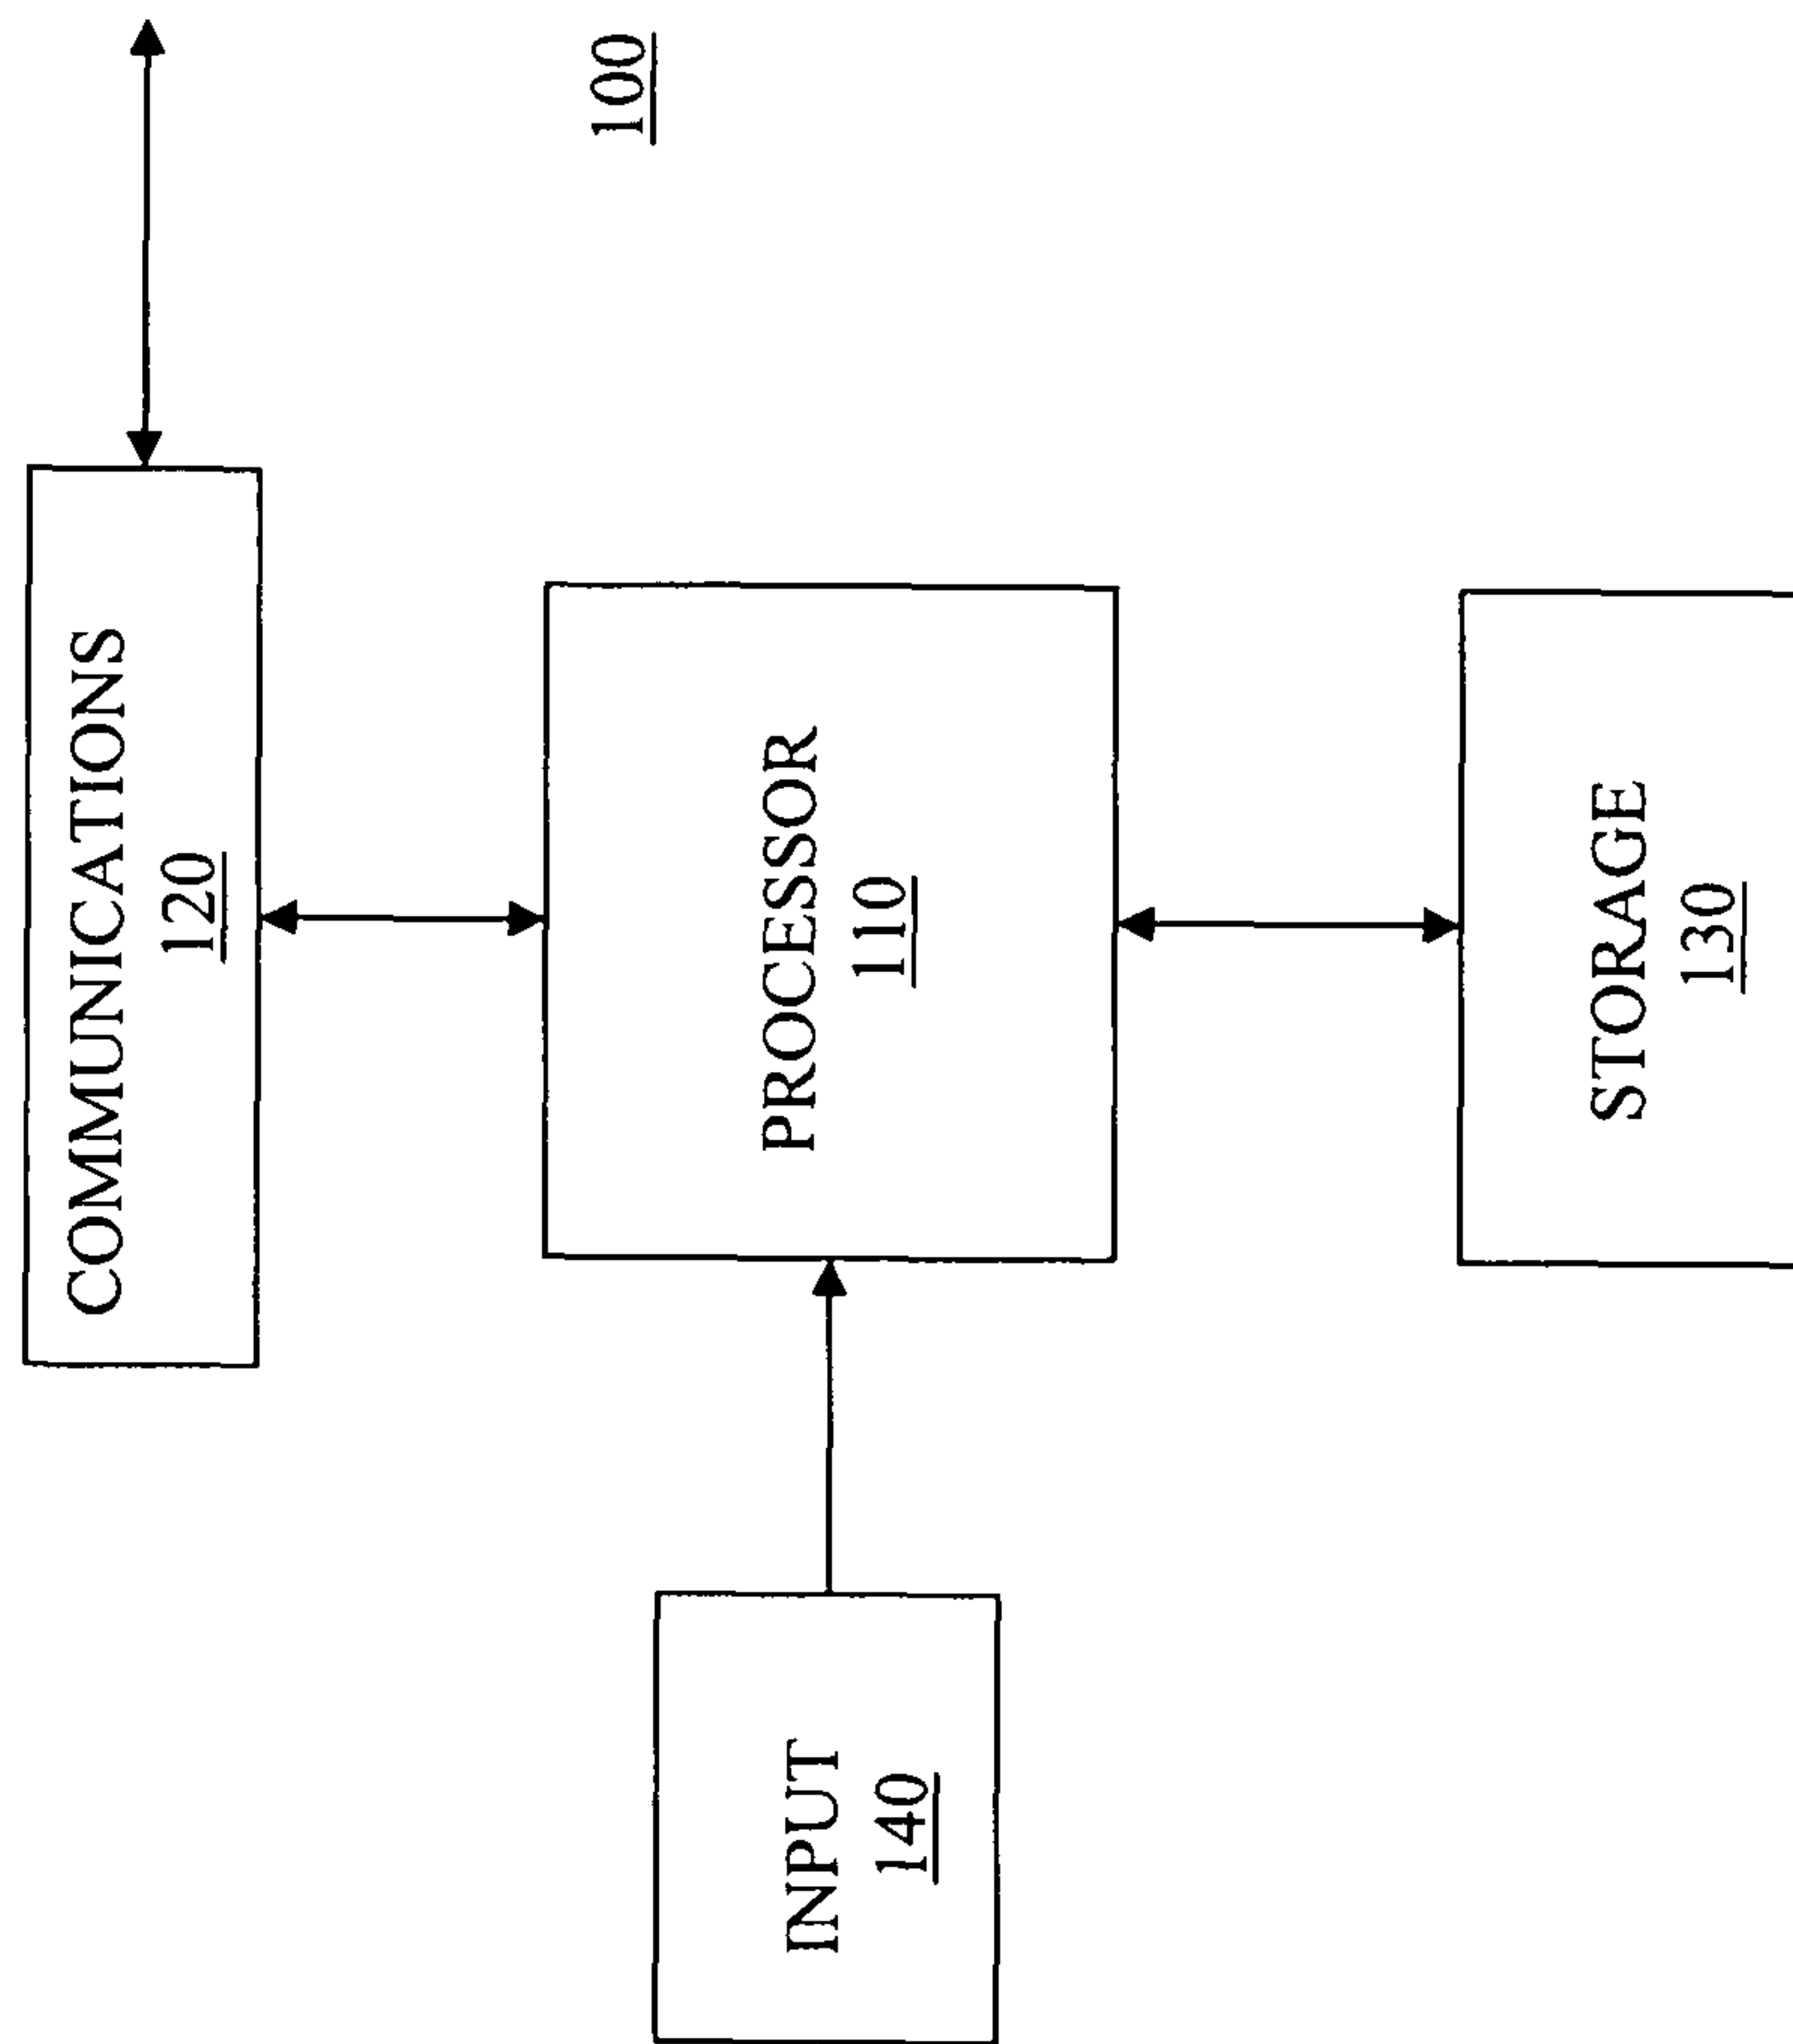 COMMUNICATIONS
120
100
PROCESSOR
110
INPUT
140
STORAGE
130